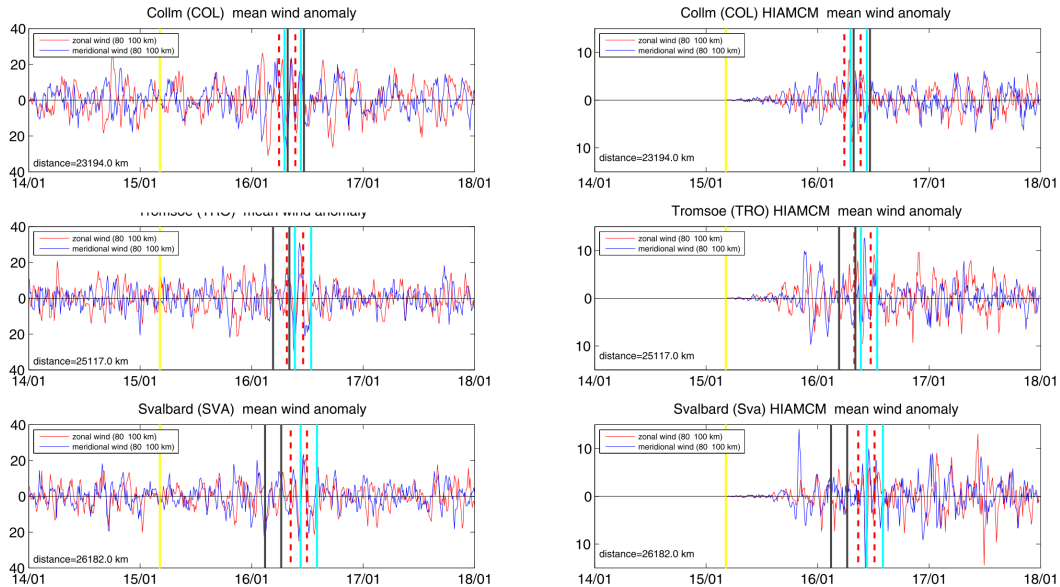 Collm (COL)  mean wind anomaly
40
20
0
20
40
zonal wind (80  100 km)
meridional wind (80  100 km)
distance=23194.0 km
14/01 15/01 16/01 17/01 18/01
Collm (COL) HIAMCM  mean wind anomaly
10
0
10
zonal wind (80  100 km)
meridional wind (80  100 km)
distance=23194.0 km
14/01 15/01 16/01 17/01 18/01
Tromsoe (TRO)  mean wind anomaly
40
20
0
20
40
zonal wind (80  100 km)
meridional wind (80  100 km)
distance=25117.0 km
14/01 15/01 16/01 17/01 18/01
Tromsoe (TRO) HIAMCM  mean wind anomaly
10
0
10
zonal wind (80  100 km)
meridional wind (80  100 km)
distance=25117.0 km
14/01 15/01 16/01 17/01 18/01
Svalbard (SVA)  mean wind anomaly
40
20
0
20
40
zonal wind (80  100 km)
meridional wind (80  100 km)
distance=26182.0 km
14/01 15/01 16/01 17/01 18/01
Svalbard (Sva) HIAMCM  mean wind anomaly
10
0
10
zonal wind (80  100 km)
meridional wind (80  100 km)
distance=26182.0 km
14/01 15/01 16/01 17/01 18/01